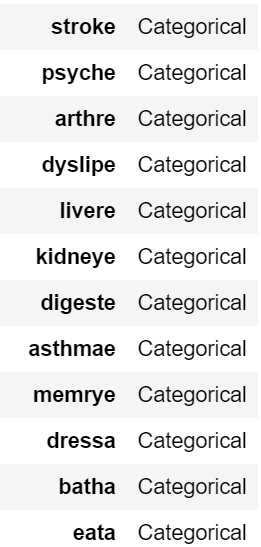 stroke Categorical
psyche Categorical
arthre Categorical
dyslipe Categorical
livere Categorical
kidneye Categorical
digeste Categorical
asthmae Categorical
memrye Categorical
dressa Categorical
batha Categorical
eata Categorical